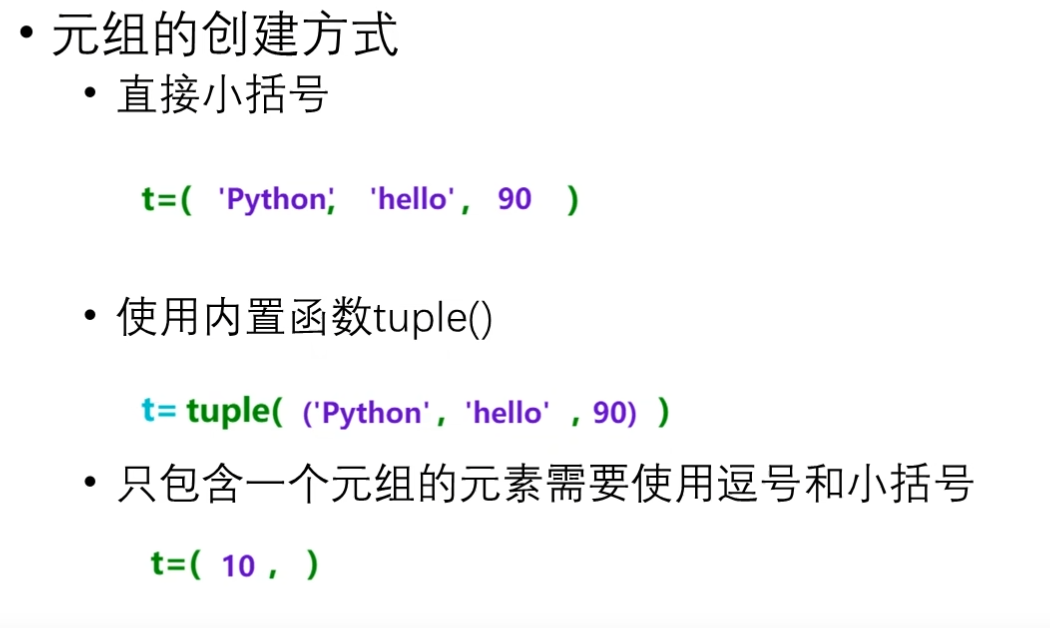 • 元组的创建方式
• 直接小括号
t=( 'Python', 'hello', 90 )
• 使用内置函数tuple()
t= tuple( ('Python', 'hello' , 90) )
• 只包含一个元组的元素需要使用逗号和小括号
t=( 10 , )